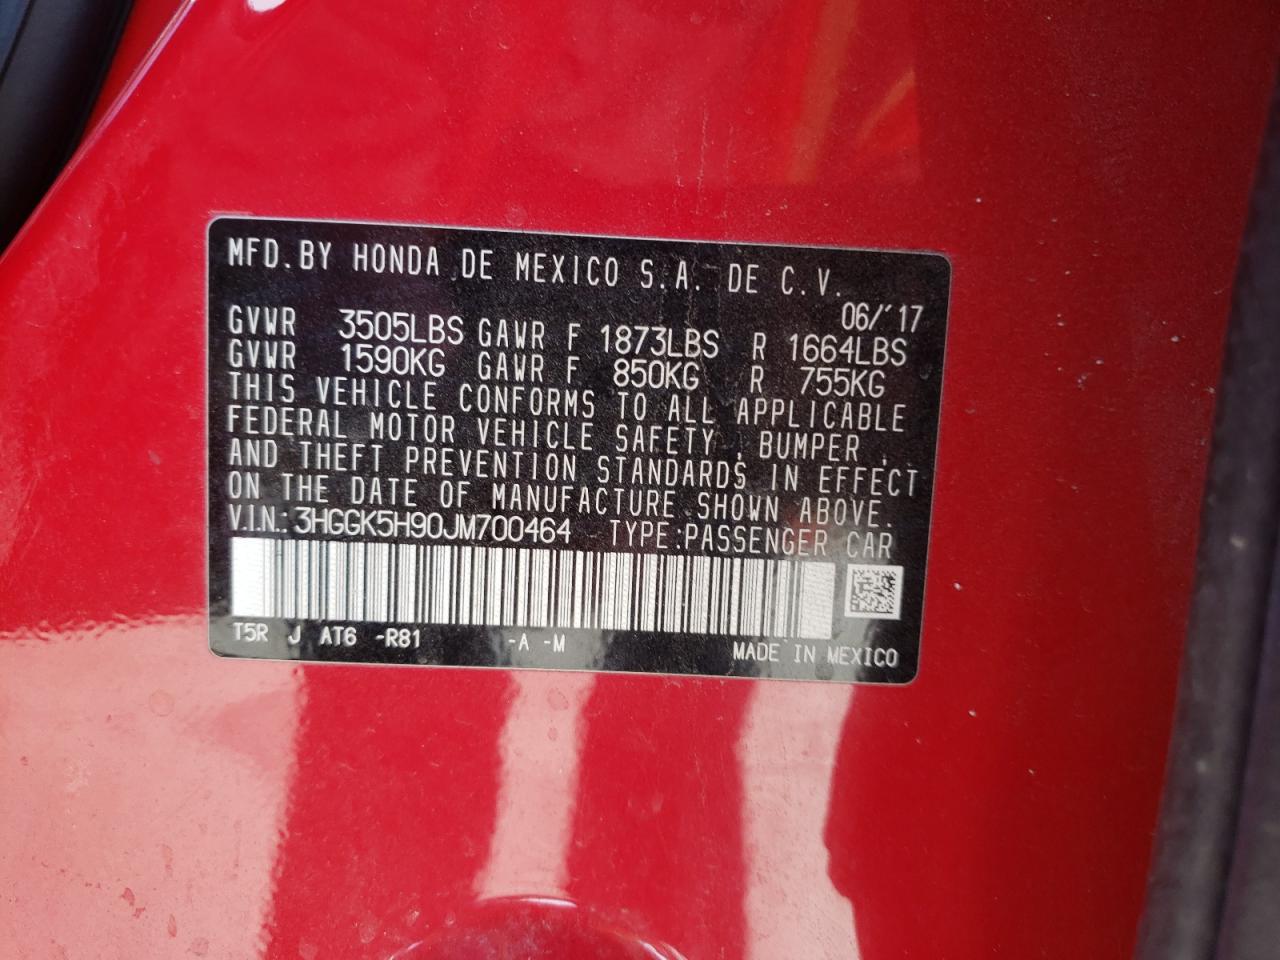 MFD.BY HONDA DE MEXICO S.A. DE C.V.
06/'17
GVWR 3505LBS GAWR F 1873LBS R 1664LBS
GVWR 1590KG GAWR F 850KG R 755KG
THIS VEHICLE CONFORMS TO ALL APPLICABLE
FEDERAL MOTOR VEHICLE SAFETY , BUMPER ,
AND THEFT PREVENTION STANDARDS IN EFFECT
ON THE DATE OF MANUFACTURE SHOWN ABOVE.
V.I.N.:3HGGK5H90JM700464 TYPE:PASSENGER CAR
T5R J AT6 -R81 -A -M
MADE IN MEXICO